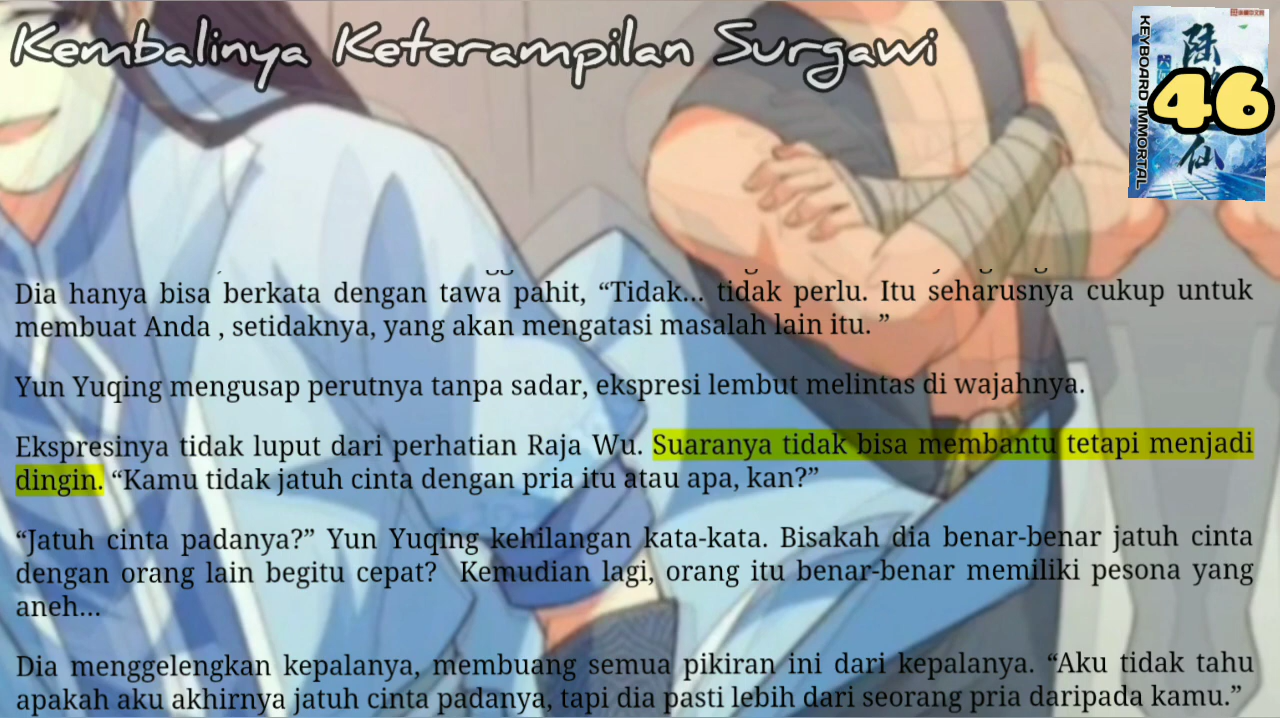 Kembalinya Keterampilan Surgawi
KEYBOARD IMMORTAL
46
Dia hanya bisa berkata dengan tawa pahit, “Tidak... tidak perlu. Itu seharusnya cukup untuk
membuat Anda , setidaknya, yang akan mengatasi masalah lain itu. ”
Yun Yuqing mengusap perutnya tanpa sadar, ekspresi lembut melintas di wajahnya.
Ekspresinya tidak luput dari perhatian Raja Wu. Suaranya tidak bisa membantu tetapi menjadi
dingin. “Kamu tidak jatuh cinta dengan pria itu atau apa, kan?”
“Jatuh cinta padanya?” Yun Yuqing kehilangan kata-kata. Bisakah dia benar-benar jatuh cinta
dengan orang lain begitu cepat? Kemudian lagi, orang itu benar-benar memiliki pesona yang
aneh...
Dia menggelengkan kepalanya, membuang semua pikiran ini dari kepalanya. “Aku tidak tahu
apakah aku akhirnya jatuh cinta padanya, tapi dia pasti lebih dari seorang pria daripada kamu.”